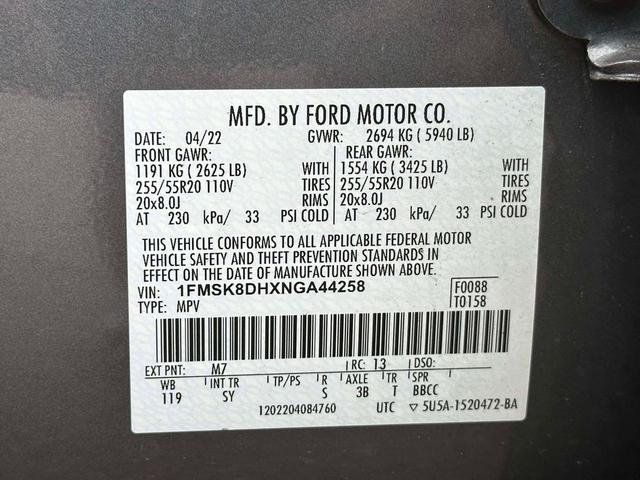 MFD. BY FORD MOTOR CO.
DATE: 04/22 GVWR: 2694 KG ( 5940 LB)
FRONT GAWR: REAR GAWR:
1191 KG ( 2625 LB) WITH 1554 KG ( 3425 LB) WITH
255/55R20 110V TIRES 255/55R20 110V TIRES
20x8.0J RIMS 20x8.0J RIMS
AT 230 kPa/ 33 PSI COLD AT 230 kPa/ 33 PSI COLD
THIS VEHICLE CONFORMS TO ALL APPLICABLE FEDERAL MOTOR
VEHICLE SAFETY AND THEFT PREVENTION STANDARDS IN
EFFECT ON THE DATE OF MANUFACTURE SHOWN ABOVE.
VIN: 1FMSK8DHXNGA44258 F0088
TYPE: MPV T0158
EXT PNT: M7 RC: 13 DSO:
WB INT TR TP/PS R AXLE TR SPR
119 SY S 3B T BBCC
1202204084760 UTC ▽ 5U5A-1520472-BA